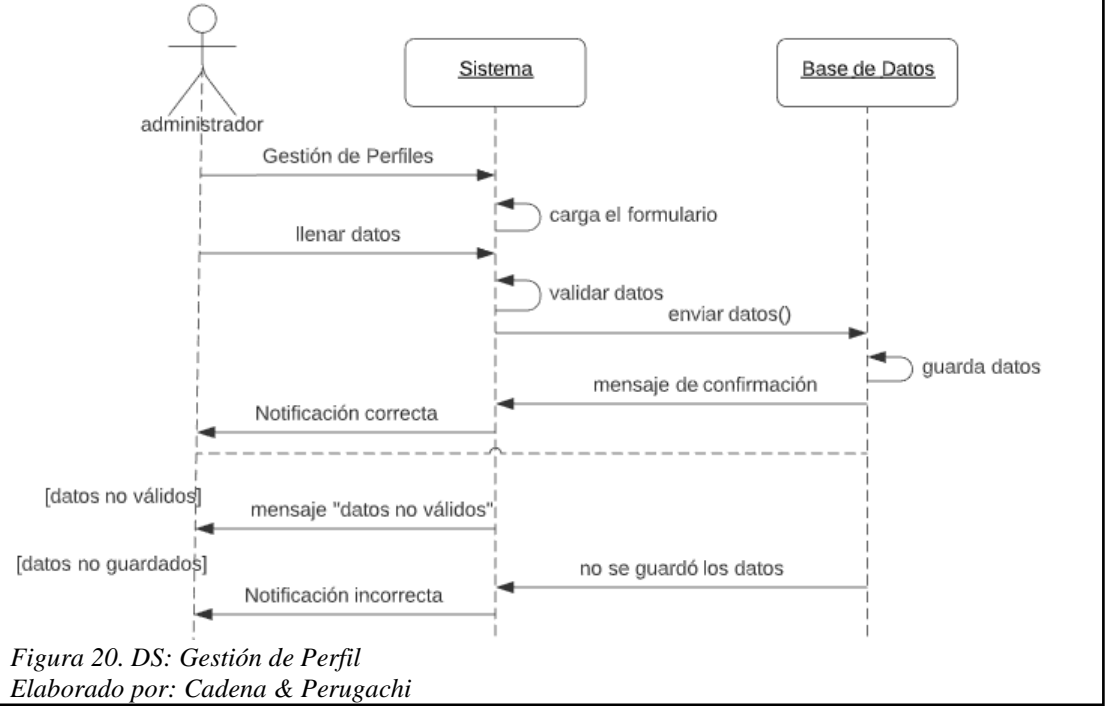 Sistema
Base de Datos
administrador
Gestión de Perfiles
carga el formulario
llenar datos
validar datos
enviar datos()
guarda datos
mensaje de confirmación
Notificación correcta
[datos no válidos]
mensaje "datos no válidos"
[datos no guardados]
no se guardó los datos
Notificación incorrecta
Figura 20. DS: Gestión de Perfil
Elaborado por: Cadena & Perugachi